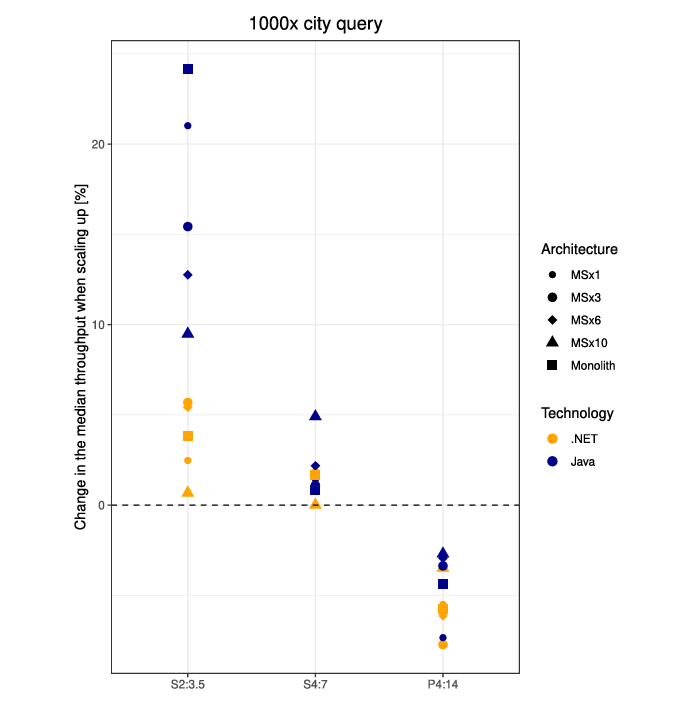 1000x city query
Change in the median throughput when scaling up [%]
20
10
0
S2:3.5
S4:7
P4:14
Architecture
MSx1
MSx3
MSx6
MSx10
Monolith
Technology
.NET
Java